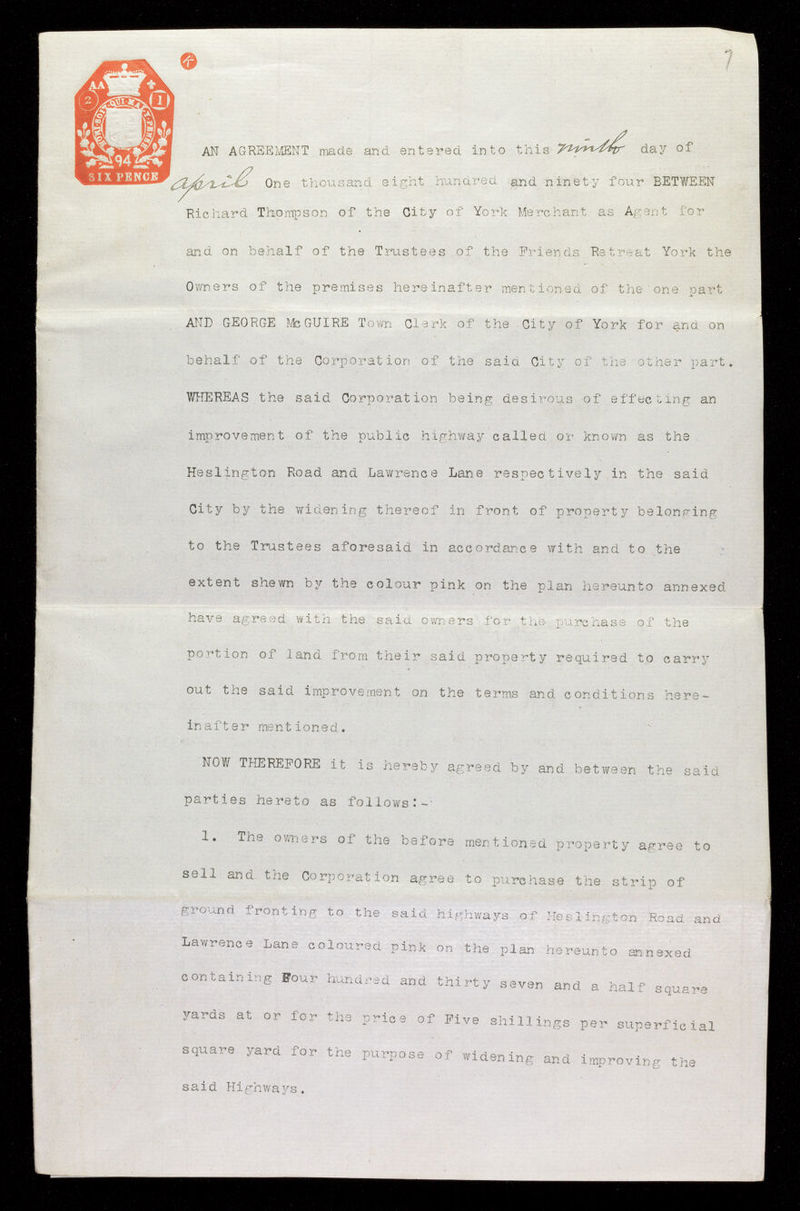 7
AA
2 1
HONI SOIT QUI MAL Y PENSE
94
SIX PENCE
AN AGREEMENT made and entered into this ninth day of
April One thousand eight hundred and ninety four BETWEEN
Richard Thompson of the City of York Merchant as Agent for
and on behalf of the Trustees of the Friends Retreat York the
Owners of the premises hereinafter mentioned of the one part
AND GEORGE McGUIRE Town Clerk of the City of York for and on
behalf of the Corporation of the said City of the other part.
WHEREAS the said Corporation being desirous of effecting an
improvement of the public highway called or known as the
Heslington Road and Lawrence Lane respectively in the said
City by the widening thereof in front of property belonging
to the Trustees aforesaid in accordance with and to the
extent shewn by the colour pink on the plan hereunto annexed
have agreed with the said owners for the purchase of the
portion of land from their said property required to carry
out the said improvement on the terms and conditions here-
inafter mentioned.
NOW THEREFORE it is hereby agreed by and between the said
parties hereto as follows:-
1. The owners of the before mentioned property agree to
sell and the Corporation agree to purchase the strip of
ground fronting to the said highways of Heslington Road and
Lawrence Lane coloured pink on the plan hereunto annexed
containing Four hundred and thirty seven and a half square
yards at or for the price of Five shillings per superficial
square yard for the purpose of widening and improving the
said Highways.